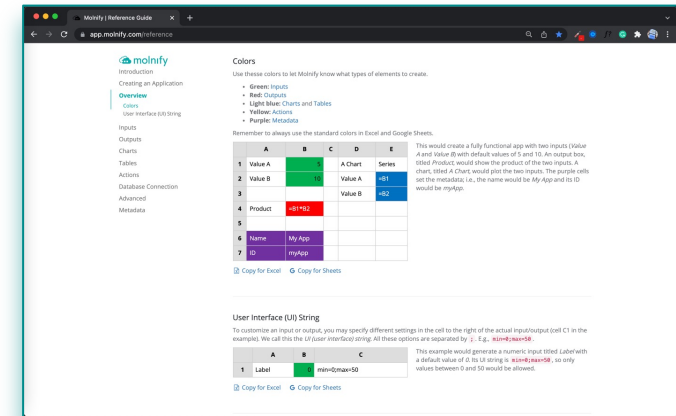 Molnify | Reference Guide
app.molnify.com/reference
molnify
Introduction
Creating an Application
Overview
Colors
User Interface (UI) String
Inputs
Outputs
Charts
Tables
Actions
Database Connection
Advanced
Metadata
Colors
Use these colors to let Molnify know what types of elements to create.
Green: Inputs
Red: Outputs
Light blue: Charts and Tables
Yellow: Actions
Purple: Metadata
Remember to always use the standard colors in Excel and Google Sheets.
A B C D E
1 Value A 5 A Chart Series
2 Value B 10 Value A =B1
3 Value B =B2
4 Product =B1*B2
5
6 Name My App
7 ID myApp
This would create a fully functional app with two inputs (Value
A and Value B) with default values of 5 and 10. An output box,
titled Product, would show the product of the two inputs. A
chart, titled A Chart, would plot the two inputs. The purple cells
set the metadata; i.e., the name would be My App and its ID
would be myApp.
Copy for Excel G Copy for Sheets
User Interface (UI) String
To customize an input or output, you may specify different settings in the cell to the right of the actual input/output (cell C1 in the
example). We call this the UI (user interface) string. All these options are separated by ;. E.g., min=0;max=50.
A B C
1 Label 0 min=0;max=50
This example would generate a numeric input titled Label with
a default value of 0. Its UI string is min=0;max=50, so only
values between 0 and 50 would be allowed.
Copy for Excel G Copy for Sheets